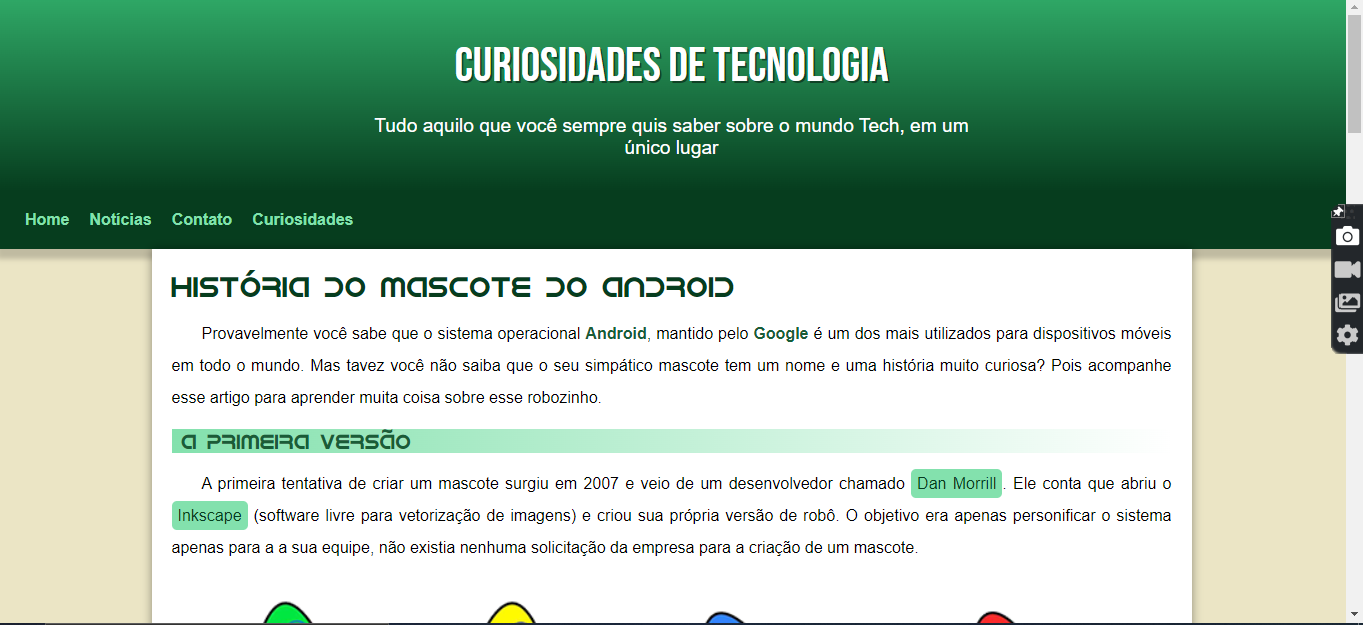 CURIOSIDADES DE TECNOLOGIA
Tudo aquilo que você sempre quis saber sobre o mundo Tech, em um
único lugar
Home Notícias Contato Curiosidades
História do Mascote do Android
Provavelmente você sabe que o sistema operacional Android, mantido pelo Google é um dos mais utilizados para dispositivos móveis
em todo o mundo. Mas tavez você não saiba que o seu simpático mascote tem um nome e uma história muito curiosa? Pois acompanhe
esse artigo para aprender muita coisa sobre esse robozinho.
A primeira versão
A primeira tentativa de criar um mascote surgiu em 2007 e veio de um desenvolvedor chamado Dan Morrill. Ele conta que abriu o
Inkscape (software livre para vetorização de imagens) e criou sua própria versão de robô. O objetivo era apenas personificar o sistema
apenas para a a sua equipe, não existia nenhuma solicitação da empresa para a criação de um mascote.